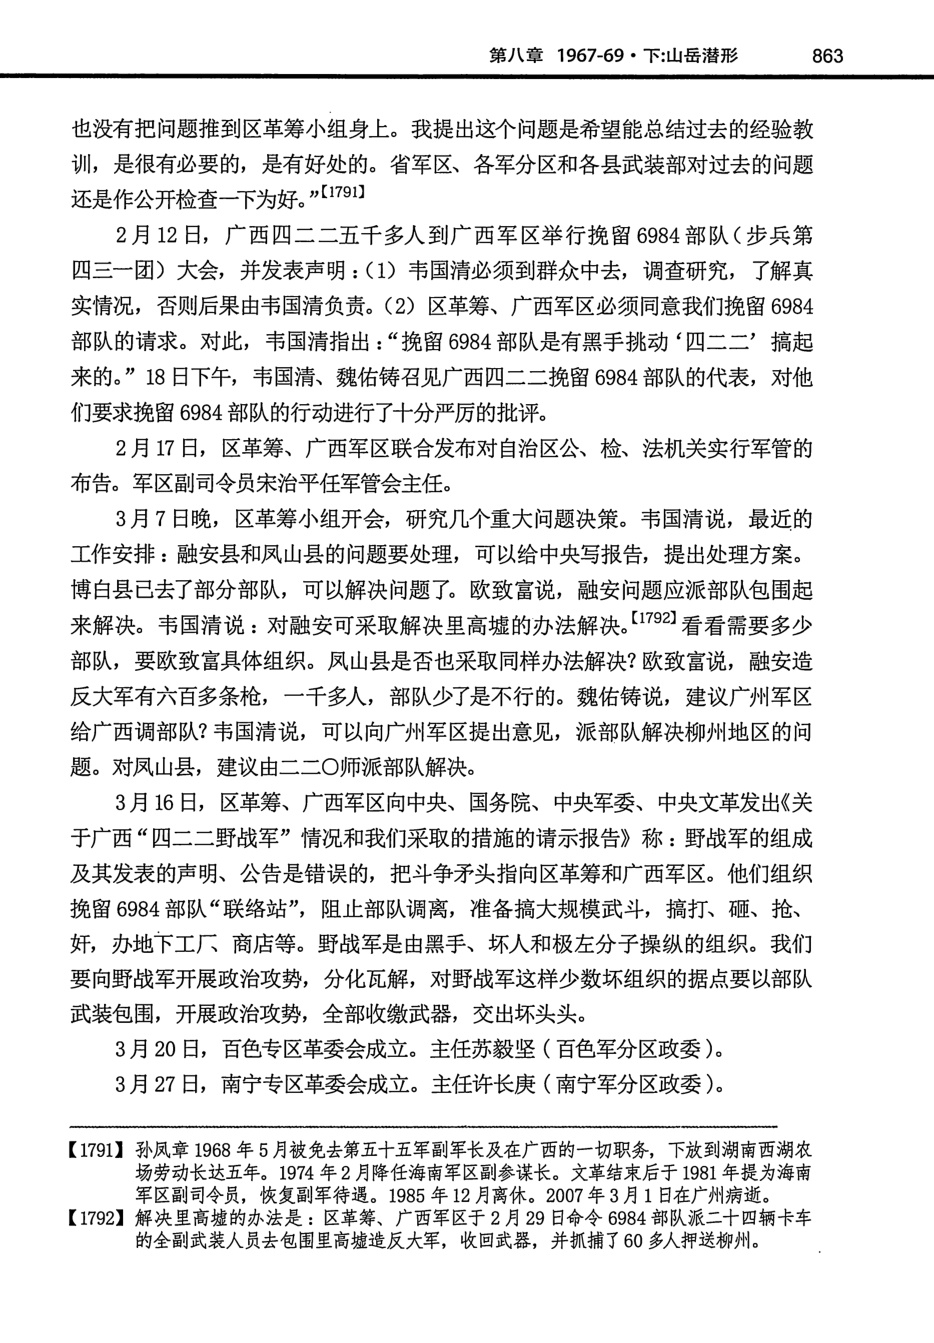 第八章 1967-69·下:山岳潜形 863
也没有把问题推到区革筹小组身上。我提出这个问题是希望能总结过去的经验教
训，是很有必要的，是有好处的。省军区、各军分区和各县武装部对过去的问题
还是作公开检查一下为好。”【1791】
2月12日，广西四二二五千多人到广西军区举行挽留6984部队(步兵第
四三一团)大会，并发表声明:(1)韦国清必须到群众中去，调查研究，了解真
实情况，否则后果由韦国清负责。(2)区革筹、广西军区必须同意我们挽留6984
部队的请求。对此，韦国清指出:“挽留6984部队是有黑手挑动‘四二二’搞起
来的。”18日下午，韦国清、魏佑铸召见广西四二二挽留6984部队的代表，对他
们要求挽留6984部队的行动进行了十分严厉的批评。
2月17日，区革筹、广西军区联合发布对自治区公、检、法机关实行军管的
布告。军区副司令员宋治平任军管会主任。
3月7日晚，区革筹小组开会，研究几个重大问题决策。韦国清说，最近的
工作安排:融安县和凤山县的问题要处理，可以给中央写报告，提出处理方案。
博白县已去了部分部队，可以解决问题了。欧致富说，融安问题应派部队包围起
来解决。韦国清说:对融安可采取解决里高墟的办法解决。【1792】看看需要多少
部队，要欧致富具体组织。凤山县是否也采取同样办法解决?欧致富说，融安造
反大军有六百多条枪，一千多人，部队少了是不行的。魏佑铸说，建议广州军区
给广西调部队?韦国清说，可以向广州军区提出意见，派部队解决柳州地区的问
题。对凤山县，建议由二二〇师派部队解决。
3月16日，区革筹、广西军区向中央、国务院、中央军委、中央文革发出《关
于广西“四二二野战军”情况和我们采取的措施的请示报告》称:野战军的组成
及其发表的声明、公告是错误的，把斗争矛头指向区革筹和广西军区。他们组织
挽留6984部队“联络站”，阻止部队调离，准备搞大规模武斗，搞打、砸、抢、
奸，办地下工厂、商店等。野战军是由黑手、坏人和极左分子操纵的组织。我们
要向野战军开展政治攻势，分化瓦解，对野战军这样少数坏组织的据点要以部队
武装包围，开展政治攻势，全部收缴武器，交出坏头头。
3月20日，百色专区革委会成立。主任苏毅坚(百色军分区政委)。
3月27日，南宁专区革委会成立。主任许长庚(南宁军分区政委)。
【1791】孙凤章1968年5月被免去第五十五军副军长及在广西的一切职务，下放到湖南西湖农
场劳动长达五年。1974年2月降任海南军区副参谋长。文革结束后于1981年提为海南
军区副司令员，恢复副军待遇。1985年12月离休。2007年3月1日在广州病逝。
【1792】解决里高墟的办法是:区革筹、广西军区于2月29日命令6984部队派二十四辆卡车
的全副武装人员去包围里高墟造反大军，收回武器，并抓捕了60多人押送柳州。